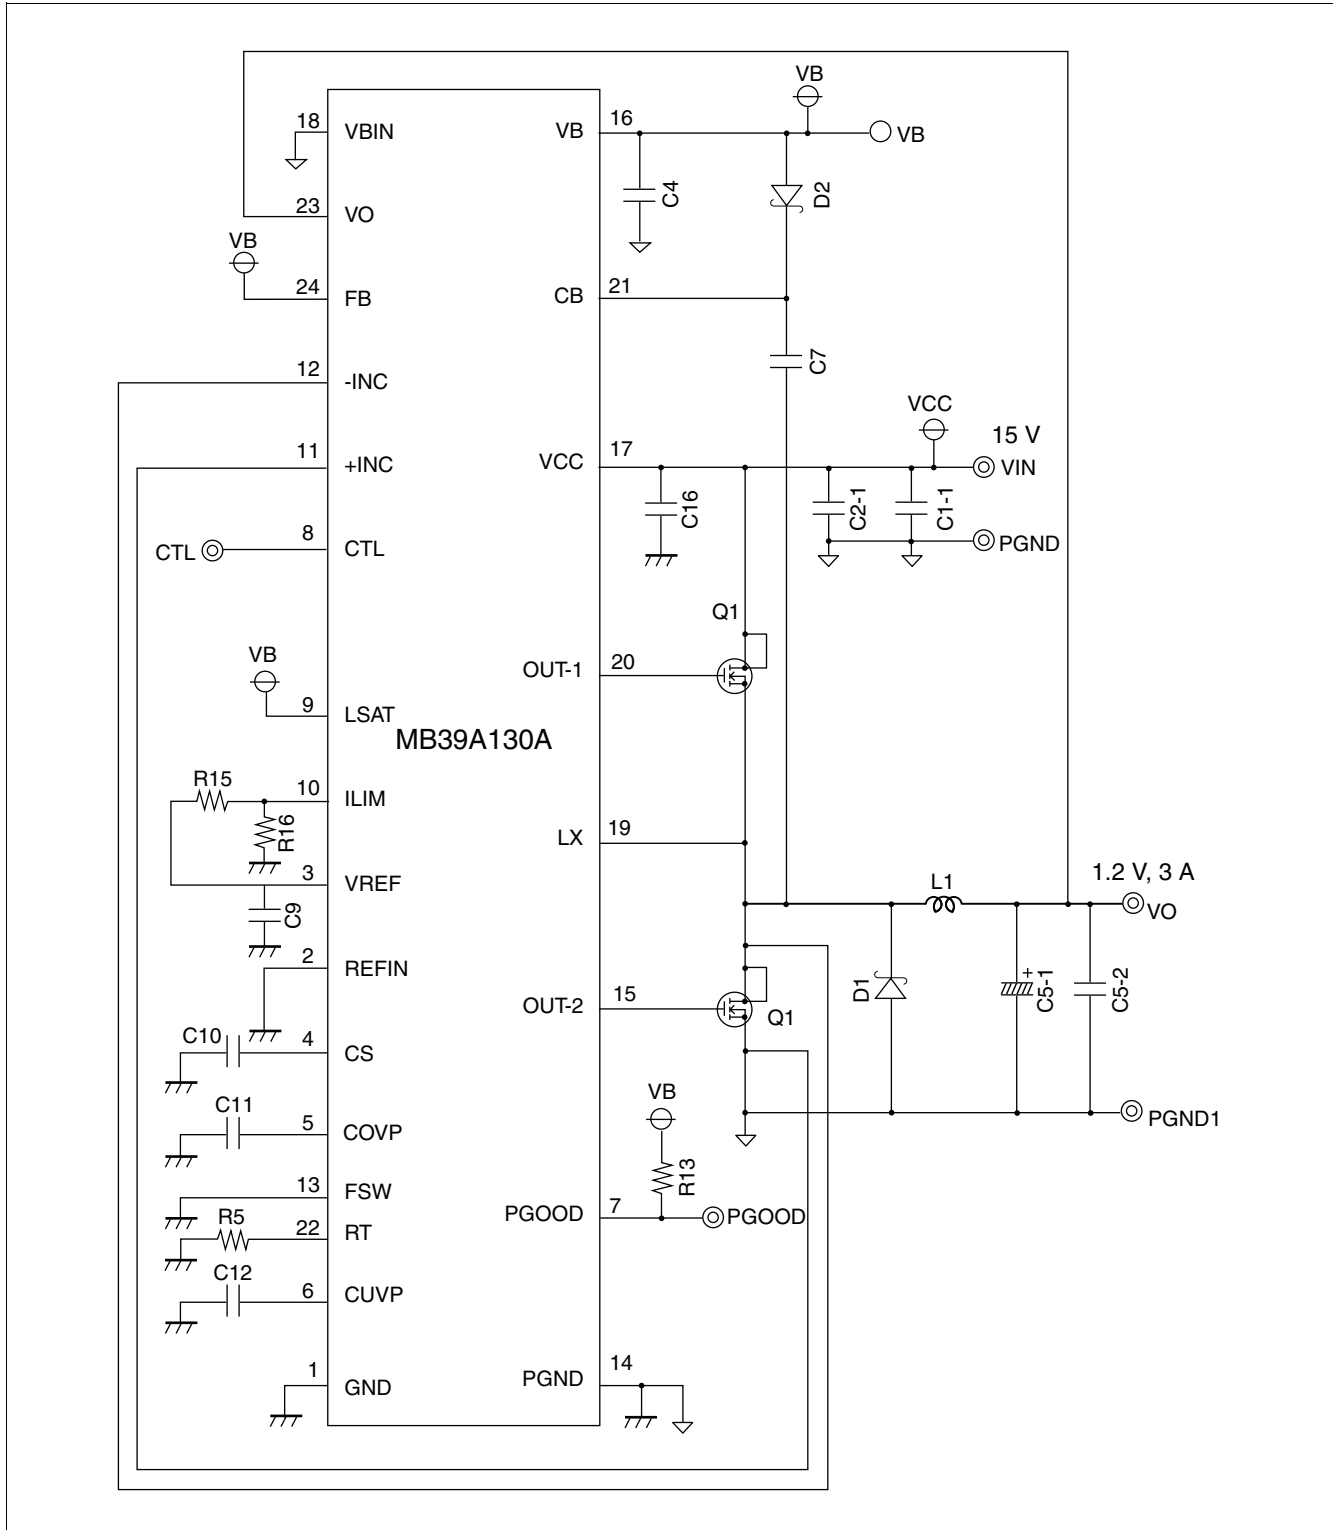 VB
18 VBIN
VB 16
VB
C4
D2
23 VO
VB
24 FB
CB 21
C7
12 -INC
VCC
15 V
11 +INC
VCC 17
VIN
C16
C2-1
C1-1
CTL 8 CTL
PGND
Q1
OUT-1 20
VB
9 LSAT
MB39A130A
R15
10 ILIM
R16
LX 19
3 VREF
L1
1.2 V, 3 A
VO
C9
2 REFIN
D1
+
C5-1
C5-2
OUT-2 15
Q1
C10 4 CS
VB
C11
5 COVP
PGND1
R13
13 FSW
PGOOD 7
PGOOD
R5 22 RT
C12
6 CUVP
1 GND
PGND 14